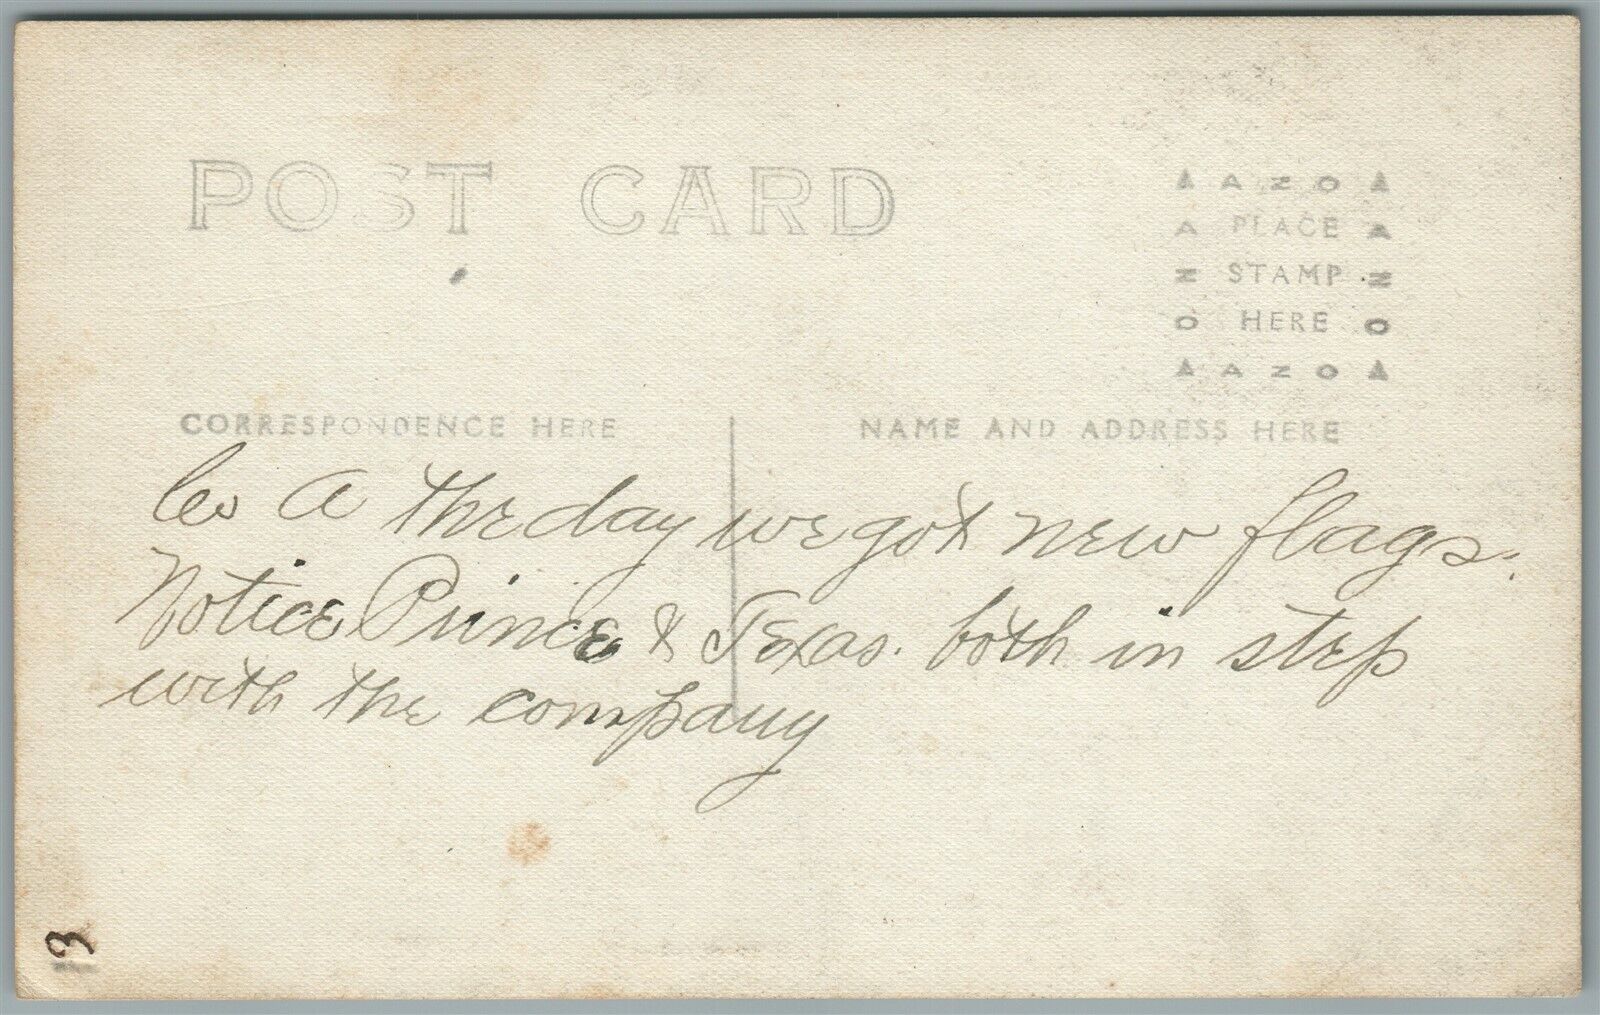 POST CARD
AZO
A PLACE A
N STAMP N
O HERE O
AZO
CORRESPONDENCE HERE
NAME AND ADDRESS HERE
Co A the day we got new flags.
Notice Prince & Texas. both in step
with the company
13